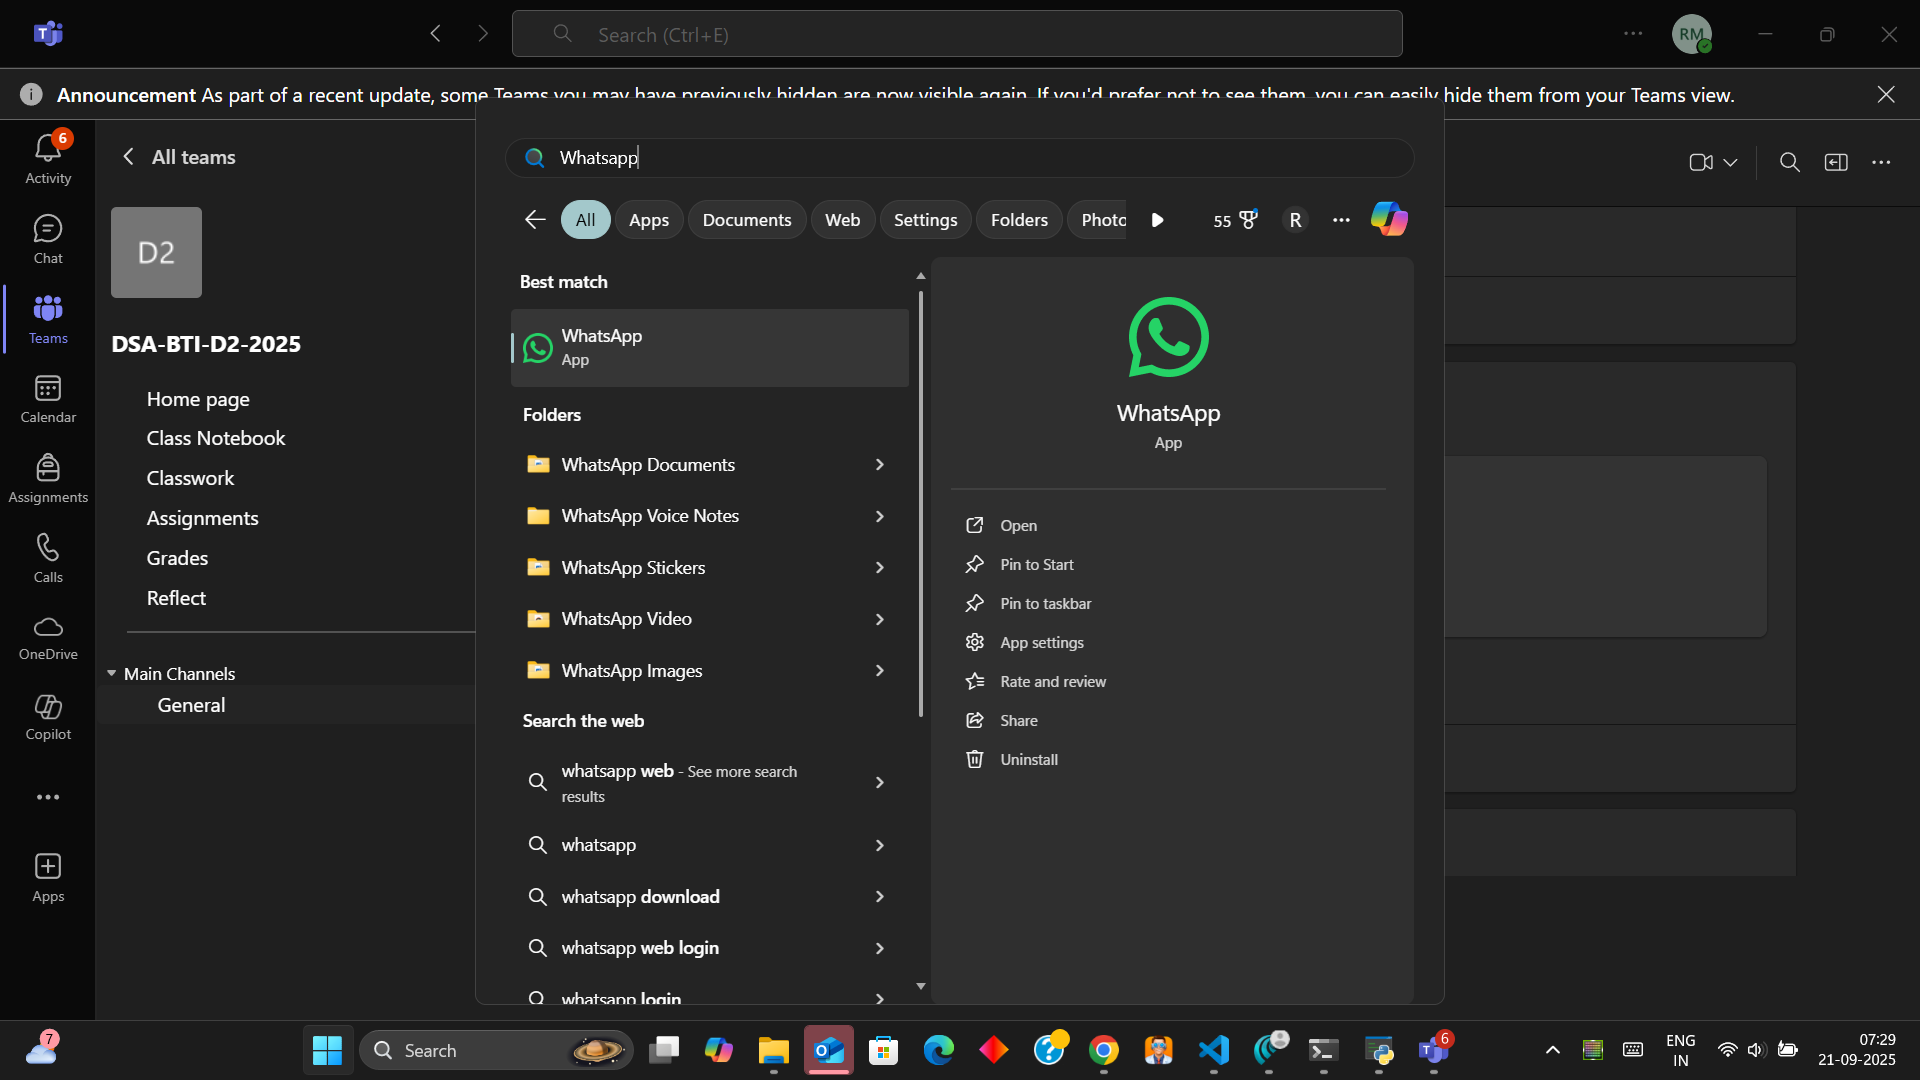 Search (Ctrl+E)
RM
Announcement As part of a recent update, some Teams you may have previously hidden are now visible again. If you'd prefer not to see them, you can easily hide them from your Teams view.
6
Activity
Chat
Teams
Calendar
Assignments
Calls
OneDrive
Copilot
Apps
All teams
D2
DSA-BTI-D2-2025
Home page
Class Notebook
Classwork
Assignments
Grades
Reflect
Main Channels
General
Whatsapp
All
Apps
Documents
Web
Settings
Folders
Photo
55
R
Best match
WhatsApp
App
Folders
WhatsApp Documents
WhatsApp Voice Notes
WhatsApp Stickers
WhatsApp Video
WhatsApp Images
Search the web
whatsapp web - See more search
results
whatsapp
whatsapp download
whatsapp web login
whatsapp login
WhatsApp
App
Open
Pin to Start
Pin to taskbar
App settings
Rate and review
Share
Uninstall
7
Search
6
ENG
IN
07:29
21-09-2025